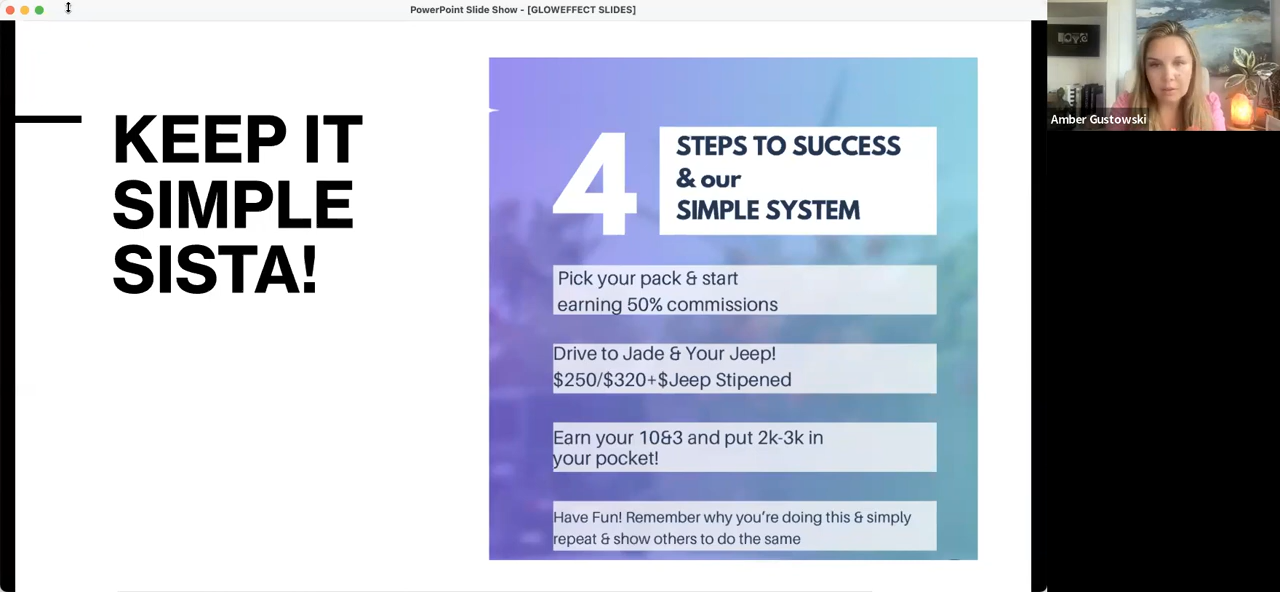 PowerPoint Slide Show - [GLOWEFFECT SLIDES]
KEEP IT
SIMPLE
SISTA!
4
STEPS TO SUCCESS
& our
SIMPLE SYSTEM
Pick your pack & start
earning 50% commissions
Drive to Jade & Your Jeep!
$250/$320+$Jeep Stipened
Earn your 10&3 and put 2k-3k in
your pocket!
Have Fun! Remember why you're doing this & simply
repeat & show others to do the same
Amber Gustowski